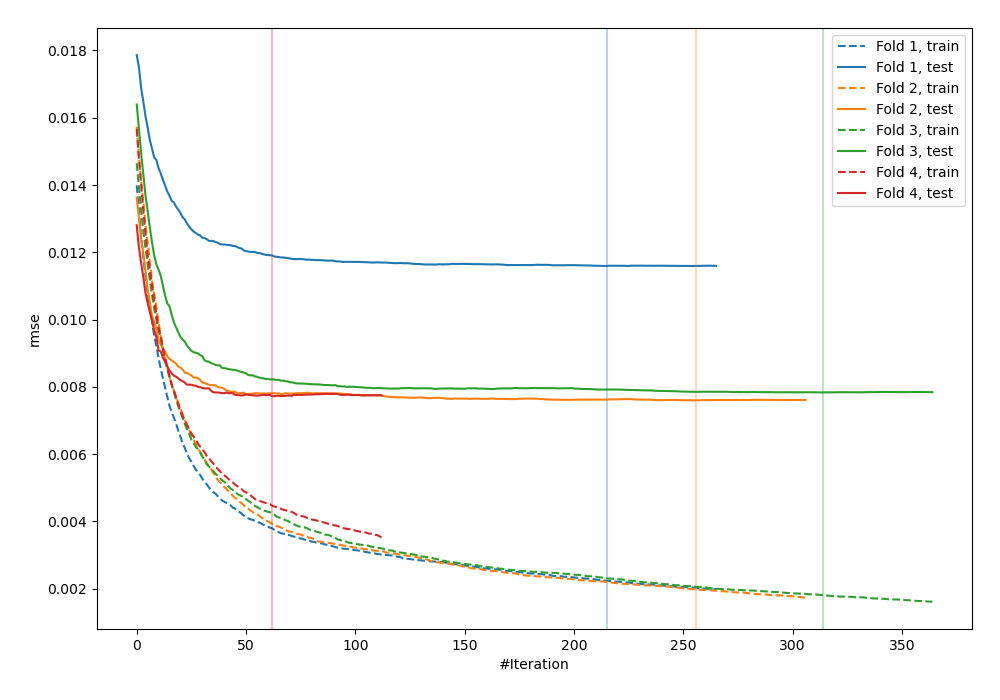 0.018
0.016
0.014
0.012
0.010
0.008
0.006
0.004
0.002
rmse
0 50 100 150 200 250 300 350
#Iteration
Fold 1, train
Fold 1, test
Fold 2, train
Fold 2, test
Fold 3, train
Fold 3, test
Fold 4, train
Fold 4, test